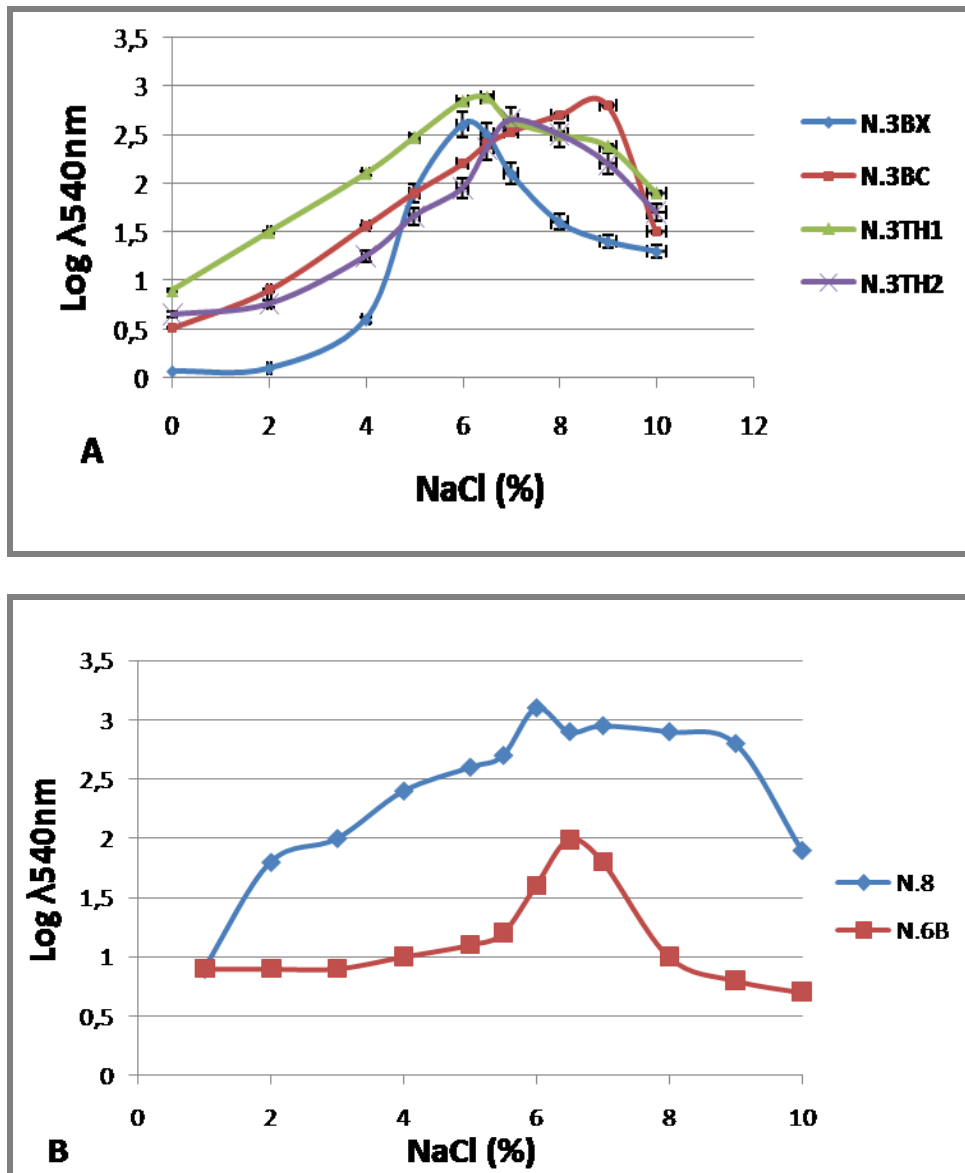 3,5
3
2,5
2
1,5
1
0,5
0
Log λ540nm
0 2 4 6 8 10 12
NaCl (%)
A
N.3BX
N.3BC
N.3TH1
N.3TH2
3,5
3
2,5
2
1,5
1
0,5
0
Log λ540nm
0 2 4 6 8 10
NaCl (%)
B
N.8
N.6B